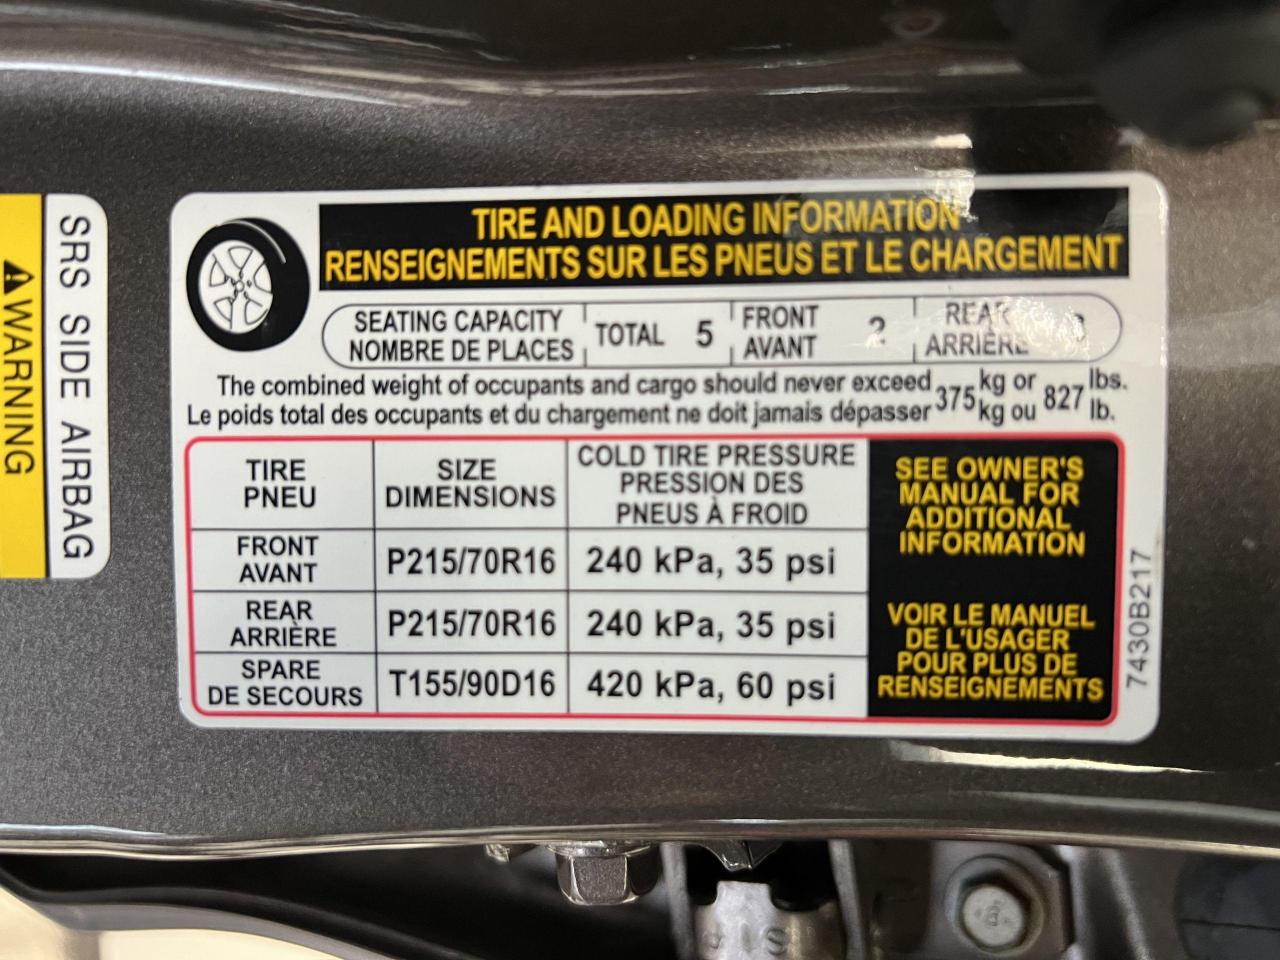 TIRE AND LOADING INFORMATION
RENSEIGNEMENTS SUR LES PNEUS ET LE CHARGEMENT
SEATING CAPACITY
NOMBRE DE PLACES
TOTAL 5
FRONT
AVANT
2
REAR
ARRIÈRE
The combined weight of occupants and cargo should never exceed 375 kg or 827 lbs.
Le poids total des occupants et du chargement ne doit jamais dépasser 375 kg ou 827 lb.
TIRE
PNEU
SIZE
DIMENSIONS
COLD TIRE PRESSURE
PRESSION DES
PNEUS À FROID
FRONT
AVANT
P215/70R16
240 kPa, 35 psi
REAR
ARRIÈRE
P215/70R16
240 kPa, 35 psi
SPARE
DE SECOURS
T155/90D16
420 kPa, 60 psi
SEE OWNER'S
MANUAL FOR
ADDITIONAL
INFORMATION
VOIR LE MANUEL
DE L'USAGER
POUR PLUS DE
RENSEIGNEMENTS
7430B217
SRS SIDE AIRBAG
WARNING